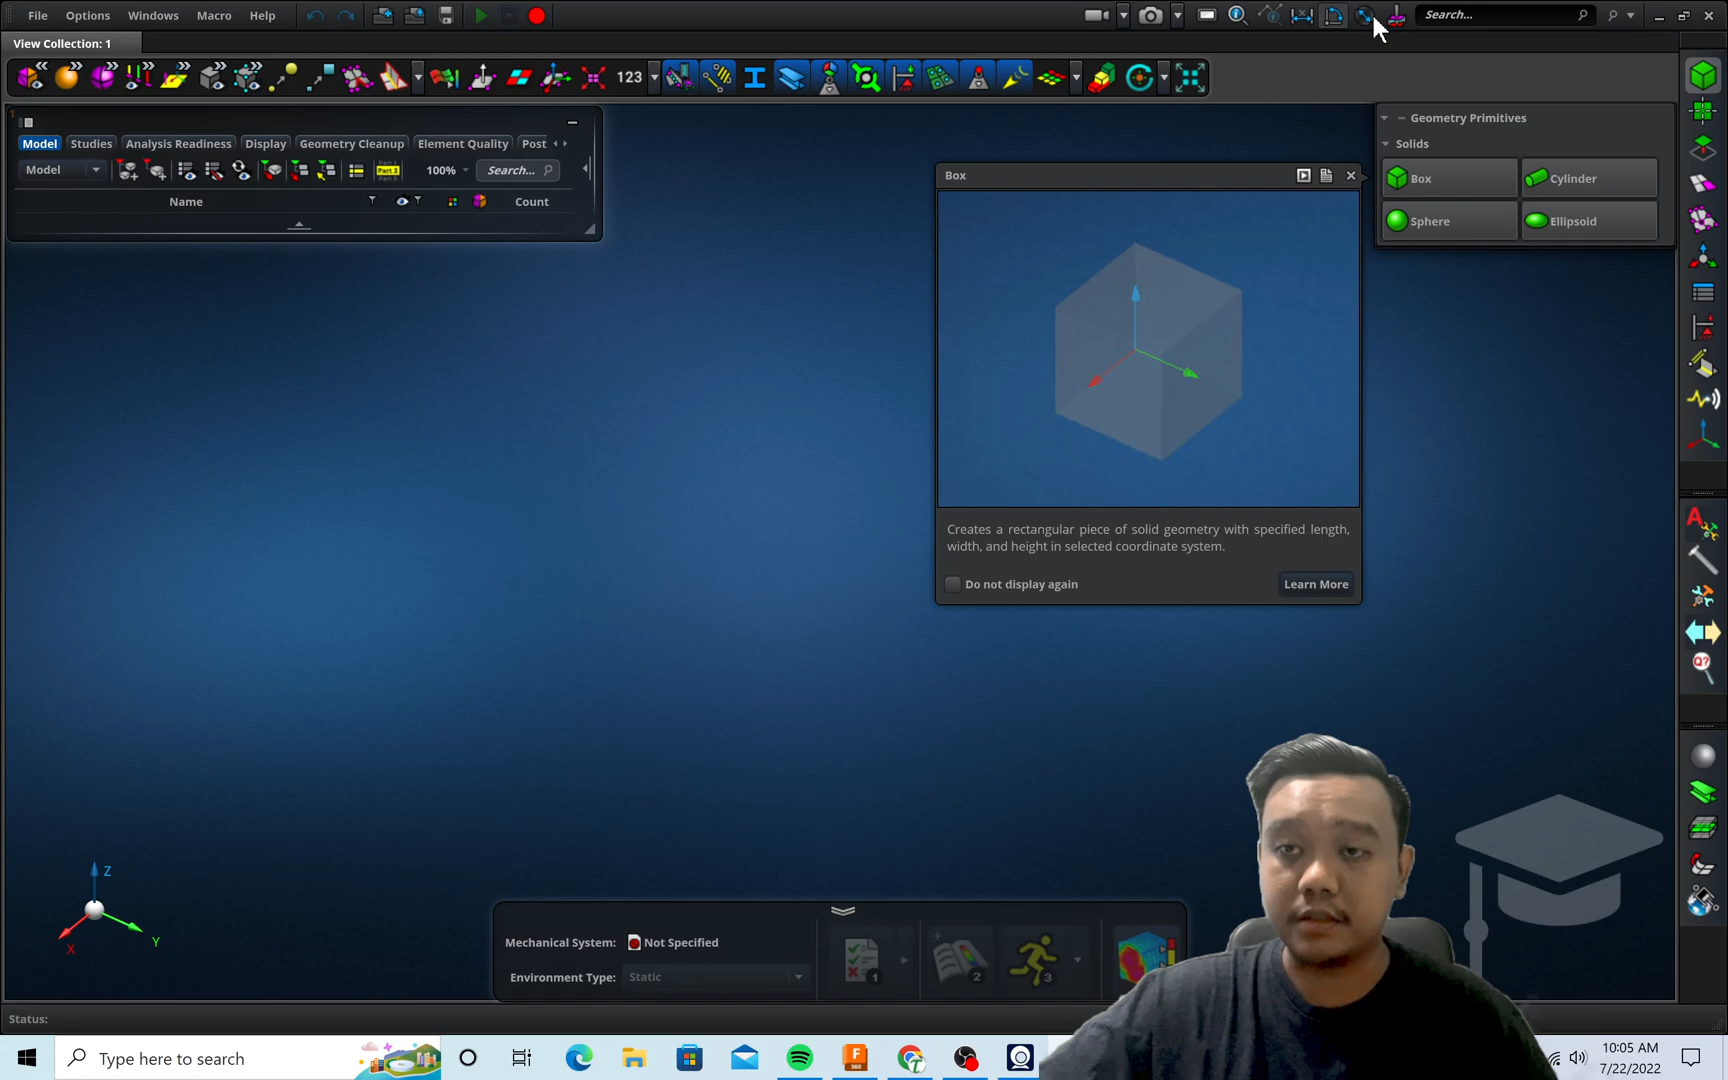 File Options Windows Macro Help Search...
View Collection: 1
123
Model Studies Analysis Readiness Display Geometry Cleanup Element Quality Post
Model 100% Search...
Name Count
Geometry Primitives
Solids
Box Cylinder
Sphere Ellipsoid
Box
Creates a rectangular piece of solid geometry with specified length,
width, and height in selected coordinate system.
Do not display again Learn More
Z
X Y
Mechanical System: Not Specified
Environment Type: Static
1 2 3
Status:
Type here to search
10:05 AM
7/22/2022